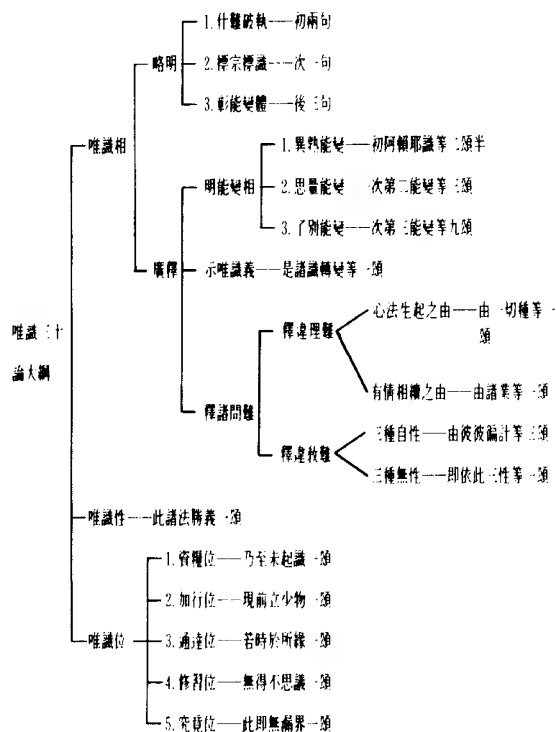 1.什難破執——初兩句
略明
2.標宗標識——次一句
3.彰能變體——後三句
唯識相
1.異熟能變——初阿賴耶識等二頌半
明能變相
2.思量能變——次第二能變等三頌
3.了別能變——次第三能變等九頌
廣釋
示唯識義——是諸識轉變等一頌
唯識三十
論大綱
心法生起之由——由一切種等一
頌
釋違理難
有情相續之由——由諸業等一頌
釋諸問難
三種自性——由彼彼徧計等三頌
釋違教難
三種無性——即依此三性等一頌
唯識性——此諸法勝義一頌
1.資糧位——乃至未起識一頌
2.加行位——現前立少物一頌
唯識位
3.通達位——若時於所緣一頌
4.修習位——無得不思議一頌
5.究竟位——此即無漏界一頌